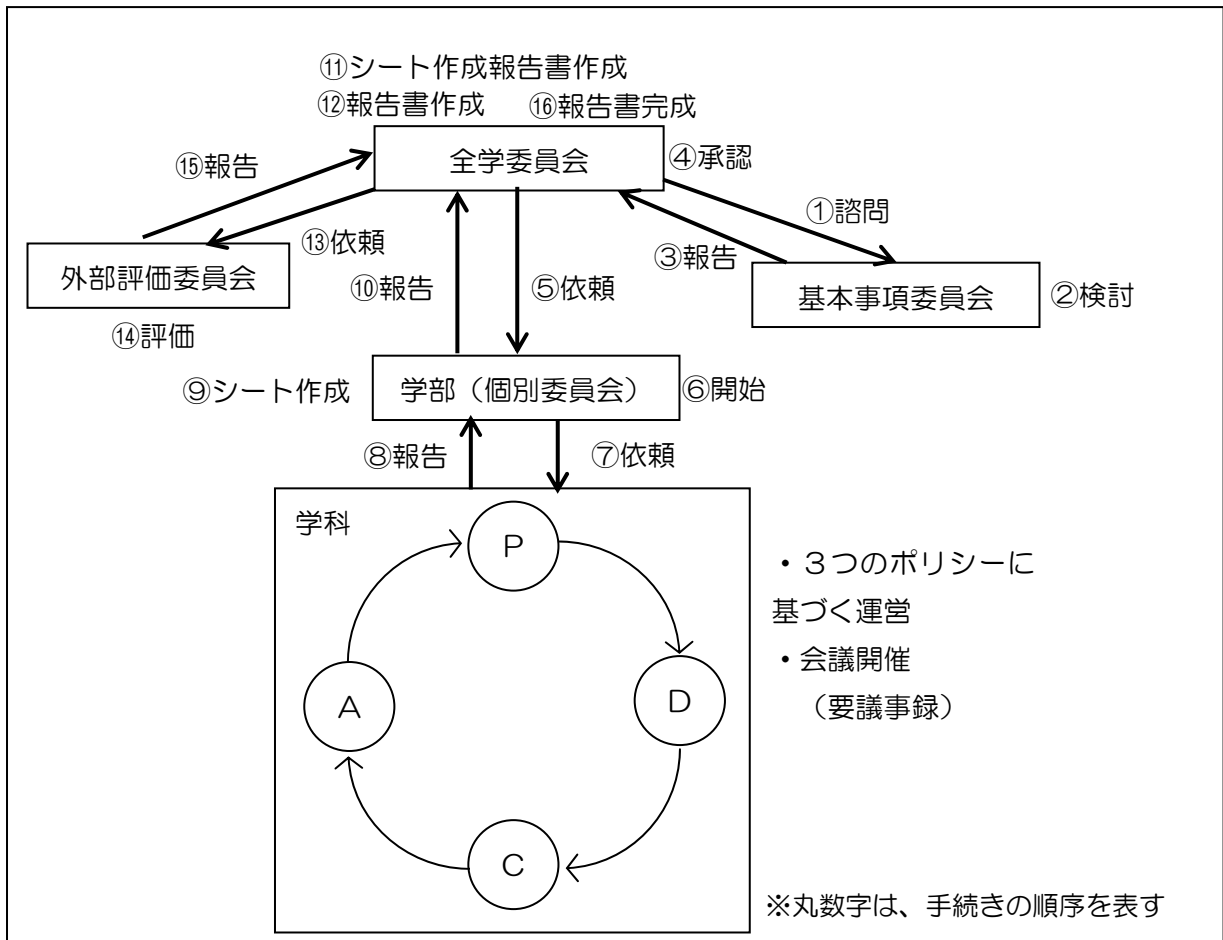 ⑪シート作成報告書作成
⑫報告書作成　⑯報告書完成
全学委員会
④承認
⑮報告
①諮問
③報告
⑬依頼
外部評価委員会
⑩報告
⑤依頼
基本事項委員会
②検討
⑭評価
⑨シート作成
学部（個別委員会）
⑥開始
⑧報告
⑦依頼
学科
P
D
C
A
・３つのポリシーに
基づく運営
・会議開催
（要議事録）
※丸数字は、手続きの順序を表す